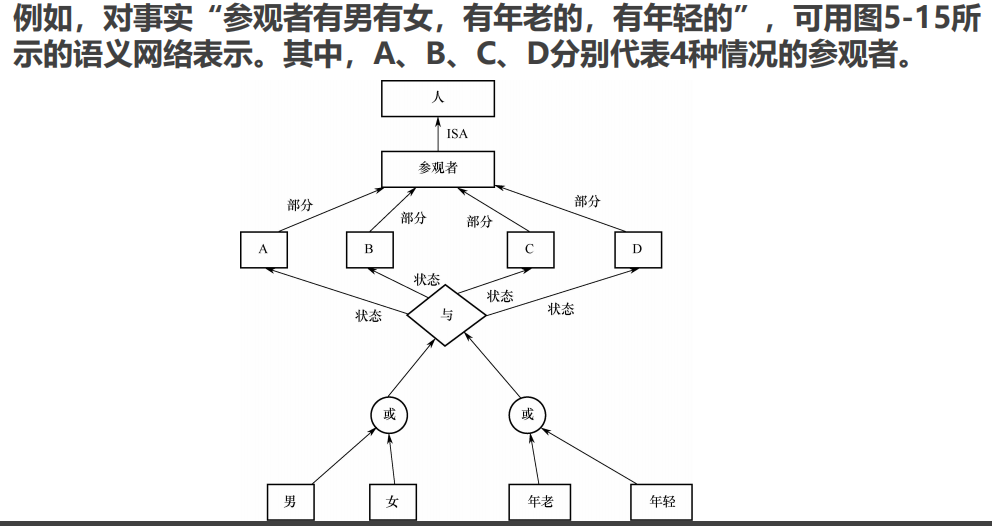 例如，对事实“参观者有男有女，有年老的，有年轻的”，可用图5-15所
示的语义网络表示。其中，A、B、C、D分别代表4种情况的参观者。
人
ISA
参观者
部分
部分
部分
部分
A
B
C
D
状态
状态
状态
状态
与
或
或
男
女
年老
年轻